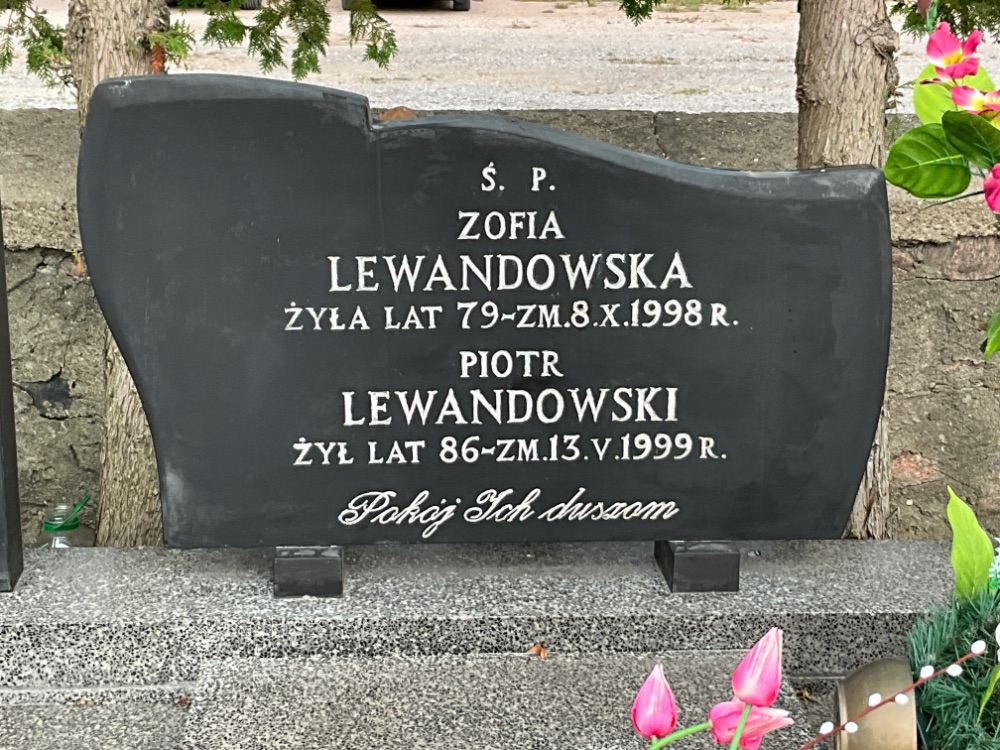 Ś. P.
ZOFIA
LEWANDOWSKA
ŻYŁA LAT 79-ZM.8.X.1998 R.
PIOTR
LEWANDOWSKI
ŻYŁ LAT 86-ZM.13.V.1999 R.
Pokój Ich duszom